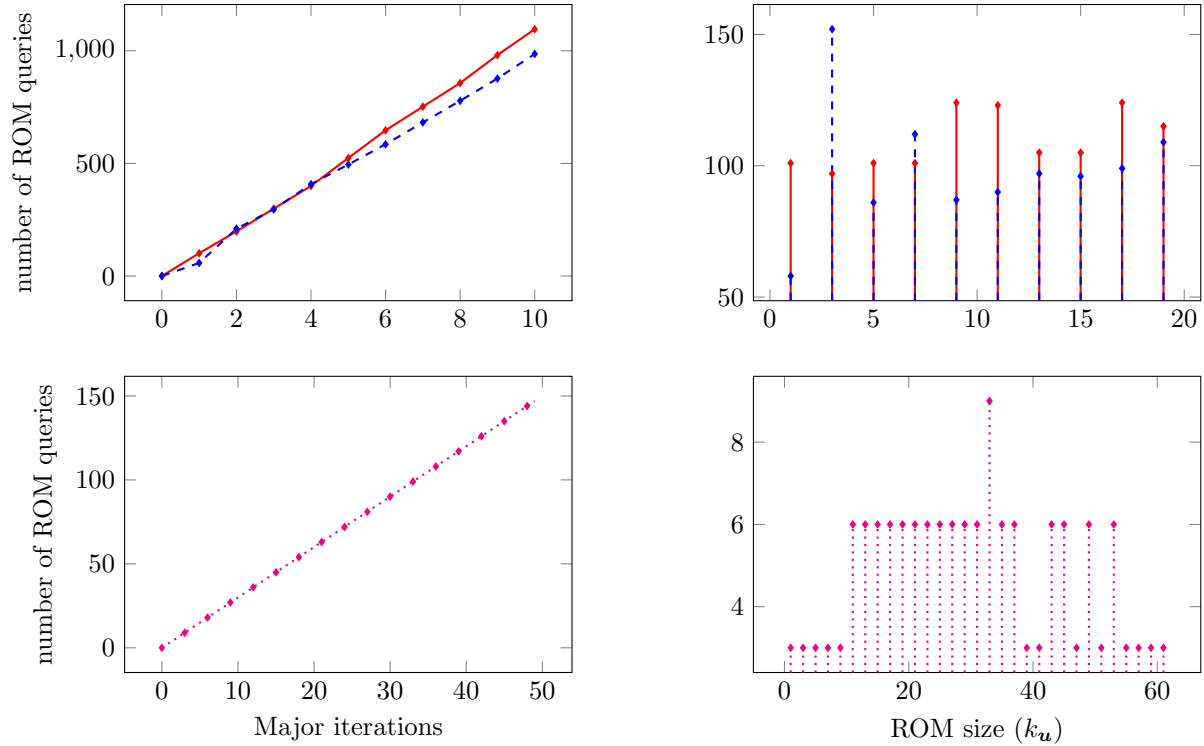 number of ROM queries
1,000
500
0
0 2 4 6 8 10
150
100
50
0 5 10 15 20
number of ROM queries
150
100
50
0
0 10 20 30 40 50
Major iterations
8
6
4
0 20 40 60
ROM size (k_u)